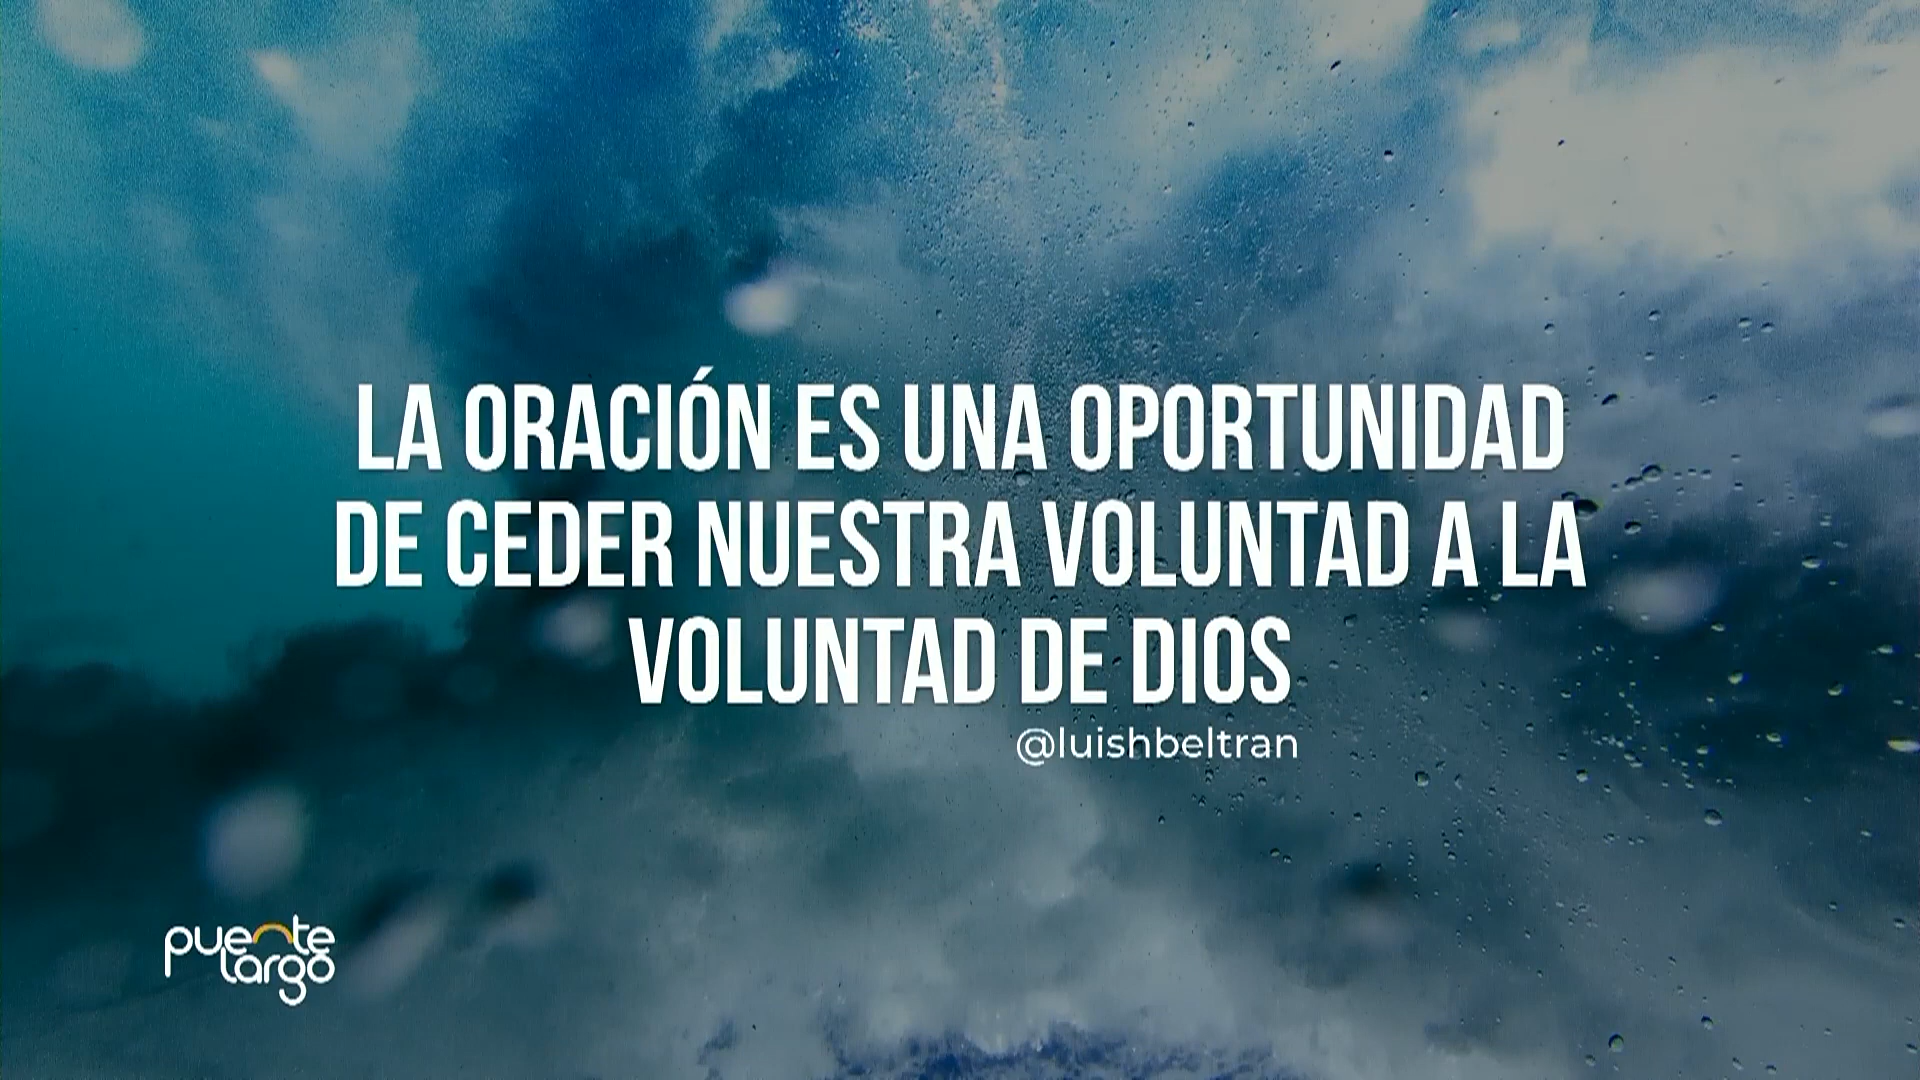 LA ORACIÓN ES UNA OPORTUNIDAD
DE CEDER NUESTRA VOLUNTAD A LA
VOLUNTAD DE DIOS
@luishbeltran
puente
largo